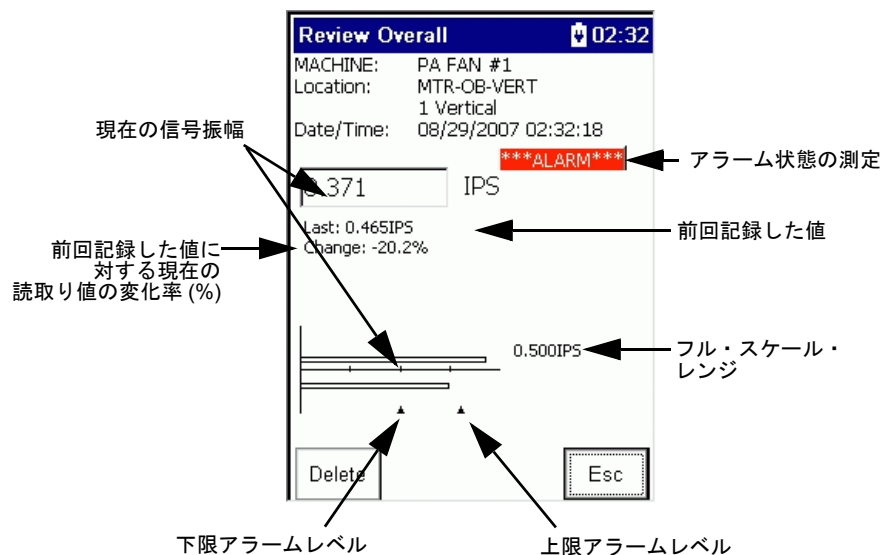 Review Overall 02:32
MACHINE: PA FAN #1
Location: MTR-OB-VERT
1 Vertical
Date/Time: 08/29/2007 02:32:18
現在の信号振幅
***ALARM***
アラーム状態の測定
0.371 IPS
Last: 0.465IPS
前回記録した値
Change: -20.2%
前回記録した値に
対する現在の
読取り値の変化率 (%)
0.500IPS
フル・スケール・
レンジ
Delete
Esc
下限アラームレベル
上限アラームレベル